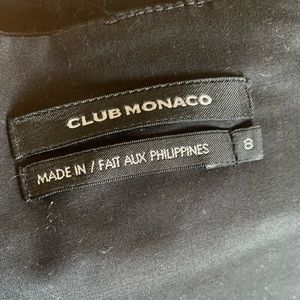 CLUB MONACO
MADE IN / FAIT AUX PHILIPPINES
8